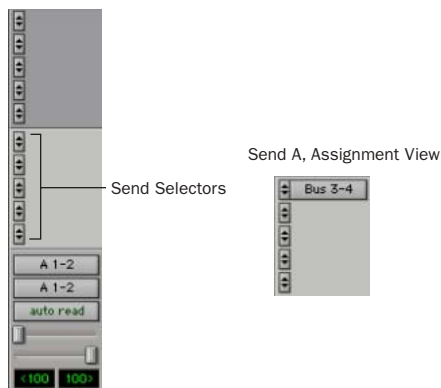 Send A, Assignment View
Bus 3-4
Send Selectors
A 1-2
A 1-2
auto read
<100 100>